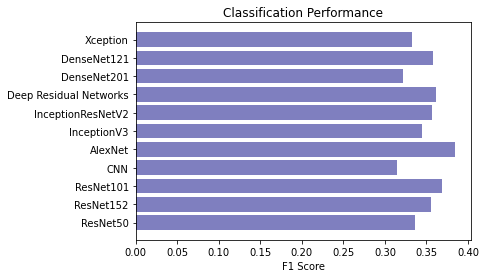 Classification Performance
Xception
DenseNet121
DenseNet201
Deep Residual Networks
InceptionResNetV2
InceptionV3
AlexNet
CNN
ResNet101
ResNet152
ResNet50
0.00 0.05 0.10 0.15 0.20 0.25 0.30 0.35 0.40
F1 Score